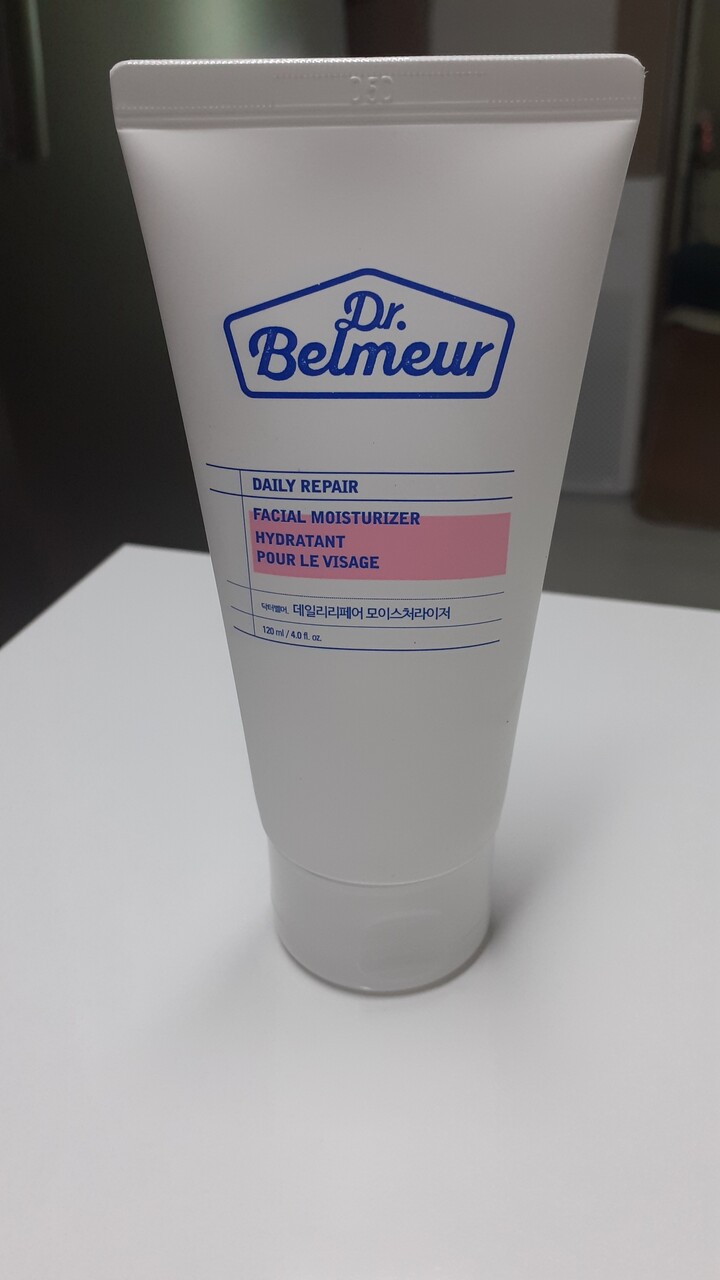 Dr.
Belmeur
DAILY REPAIR
FACIAL MOISTURIZER
HYDRATANT
POUR LE VISAGE
닥터벨머. 데일리리페어 모이스처라이저
120 ml / 4.0 fl. oz.